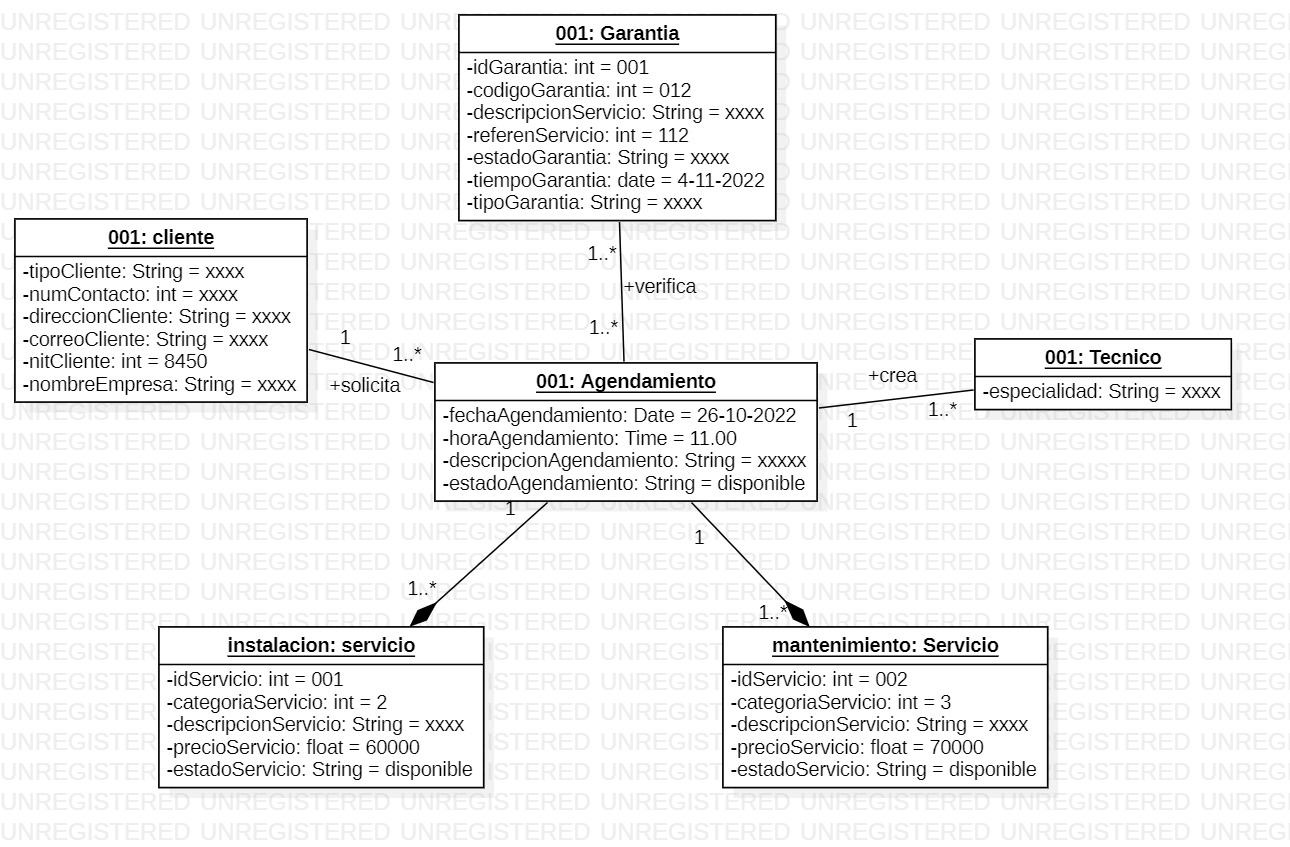 001: Garantia
-idGarantia: int = 001
-codigoGarantia: int = 012
-descripcionServicio: String = xxxx
-referenServicio: int = 112
-estadoGarantia: String = xxxx
-tiempoGarantia: date = 4-11-2022
-tipoGarantia: String = xxxx
001: cliente
-tipoCliente: String = xxxx
-numContacto: int = xxxx
-direccionCliente: String = xxxx
-correoCliente: String = xxxx
-nitCliente: int = 8450
-nombreEmpresa: String = xxxx
1..*
+verifica
1..*
1
1..*
+solicita
001: Agendamiento
-fechaAgendamiento: Date = 26-10-2022
-horaAgendamiento: Time = 11.00
-descripcionAgendamiento: String = xxxxx
-estadoAgendamiento: String = disponible
+crea
1
1..*
001: Tecnico
-especialidad: String = xxxx
1
1..*
1
1..*
instalacion: servicio
-idServicio: int = 001
-categoriaServicio: int = 2
-descripcionServicio: String = xxxx
-precioServicio: float = 60000
-estadoServicio: String = disponible
mantenimiento: Servicio
-idServicio: int = 002
-categoriaServicio: int = 3
-descripcionServicio: String = xxxx
-precioServicio: float = 70000
-estadoServicio: String = disponible
UNREGISTERED